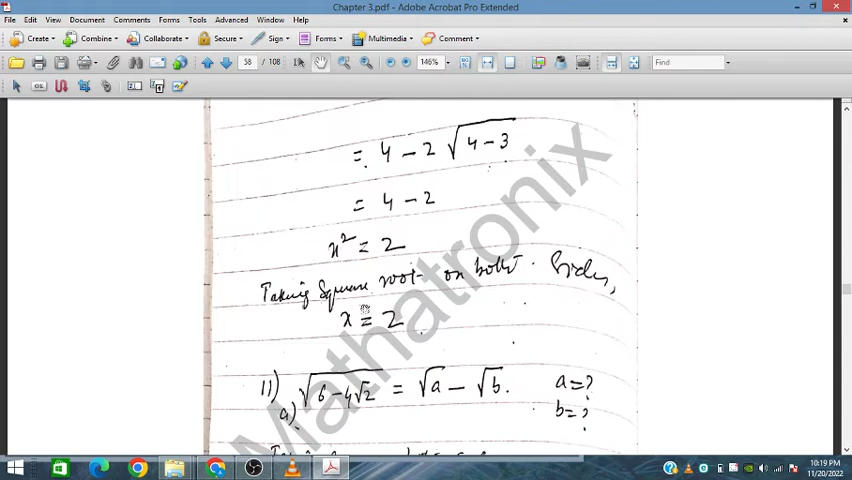 Chapter 3.pdf - Adobe Acrobat Pro Extended
File Edit View Document Comments Forms Tools Advanced Window Help
Create Combine Collaborate Secure Sign Forms Multimedia Comment
58 / 108 146% Find
= 4 - 2 √(4 - 3)
= 4 - 2
x² = 2
Taking Square root on both Sides,
x = 2
11) a) √(6 - 4√2) = √a - √b. a = ?
b = ?
Mathatronix
10:19 PM
11/20/2022